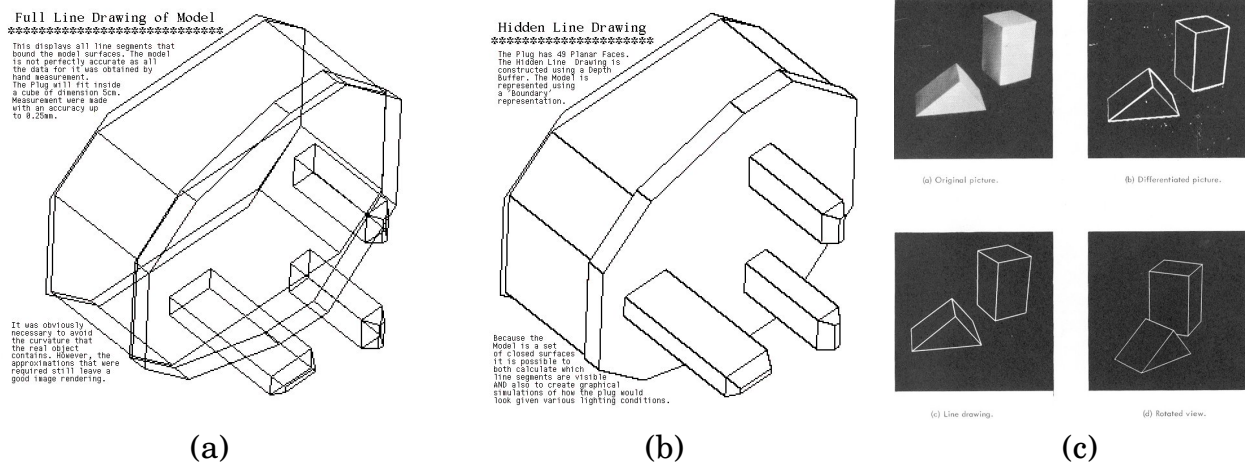 Full Line Drawing of Model
This displays all line segments that
bound the model surfaces. The model
is not perfectly accurate as all
the data for it was obtained by
hand measurement.
The Plug will fit inside
a cube of dimension 5cm.
Measurement were made
with an accuracy up
to 0.25mm.
It was obviously
necessary to avoid
the curvature that
the real object
contains. However, the
approximations that were
required still leave a
good image rendering.
(a)
Hidden Line Drawing
The Plug has 49 Planar Faces.
The Hidden Line Drawing is
constructed using a Depth
Buffer. The Model is
represented using
a 'Boundary'
representation.
Because the
Model is a set
of closed surfaces
it is possible to
both calculate which
line segments are visible
AND also to create graphical
simulations of how the plug would
look given various lighting conditions.
(b)
(a) Original picture.
(b) Differentiated picture.
(c) Line drawing.
(d) Rotated view.
(c)